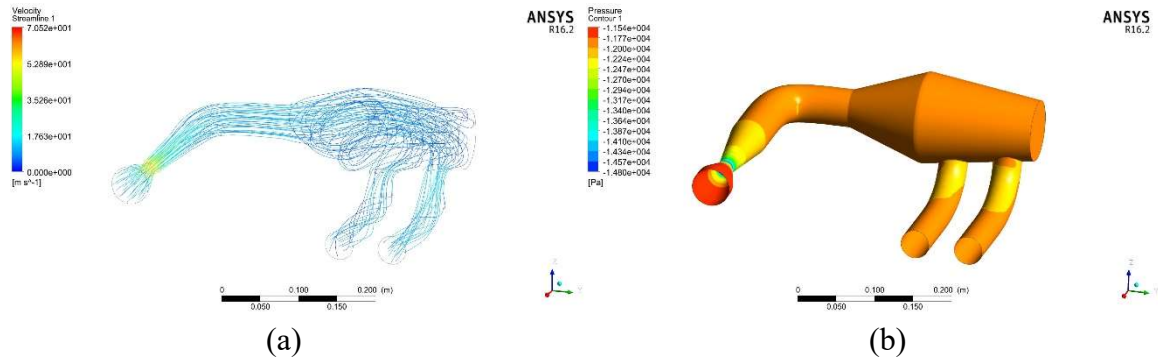 Velocity
Streamline 1
7.052e+001
5.289e+001
3.526e+001
1.763e+001
0.000e+000
[m s^-1]
ANSYS
R16.2
0 0.100 0.200 (m)
0.050 0.150
Z
Y
(a)
Pressure
Contour 1
-1.154e+004
-1.177e+004
-1.200e+004
-1.224e+004
-1.247e+004
-1.270e+004
-1.294e+004
-1.317e+004
-1.340e+004
-1.364e+004
-1.387e+004
-1.410e+004
-1.434e+004
-1.457e+004
-1.480e+004
[Pa]
ANSYS
R16.2
0 0.100 0.200 (m)
0.050 0.150
Z
Y
(b)